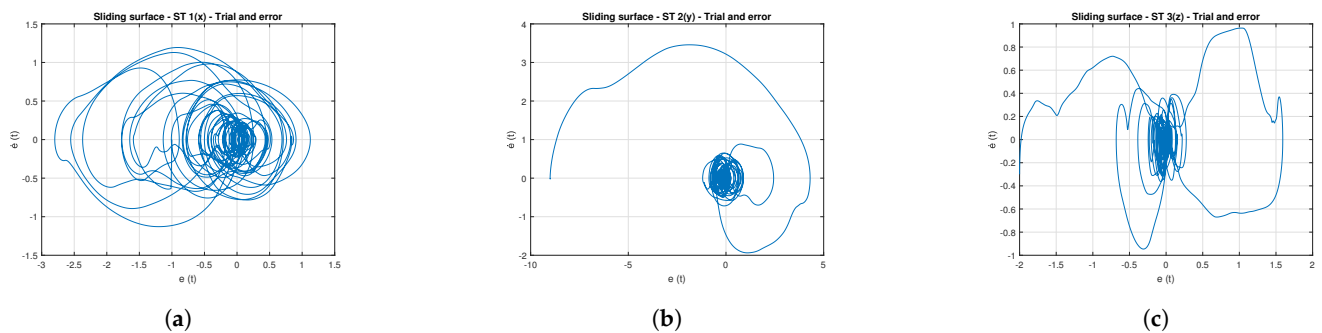 Sliding surface - ST 1(x) - Trial and error
1.5
1
0.5
0
-0.5
-1
-1.5
é (t)
-3 -2.5 -2 -1.5 -1 -0.5 0 0.5 1 1.5
e (t)
(a)
Sliding surface - ST 2(y) - Trial and error
4
3
2
1
0
-1
-2
é (t)
-10 -5 0 5
e (t)
(b)
Sliding surface - ST 3(z) - Trial and error
1
0.8
0.6
0.4
0.2
0
-0.2
-0.4
-0.6
-0.8
-1
é (t)
-2 -1.5 -1 -0.5 0 0.5 1 1.5 2
e (t)
(c)